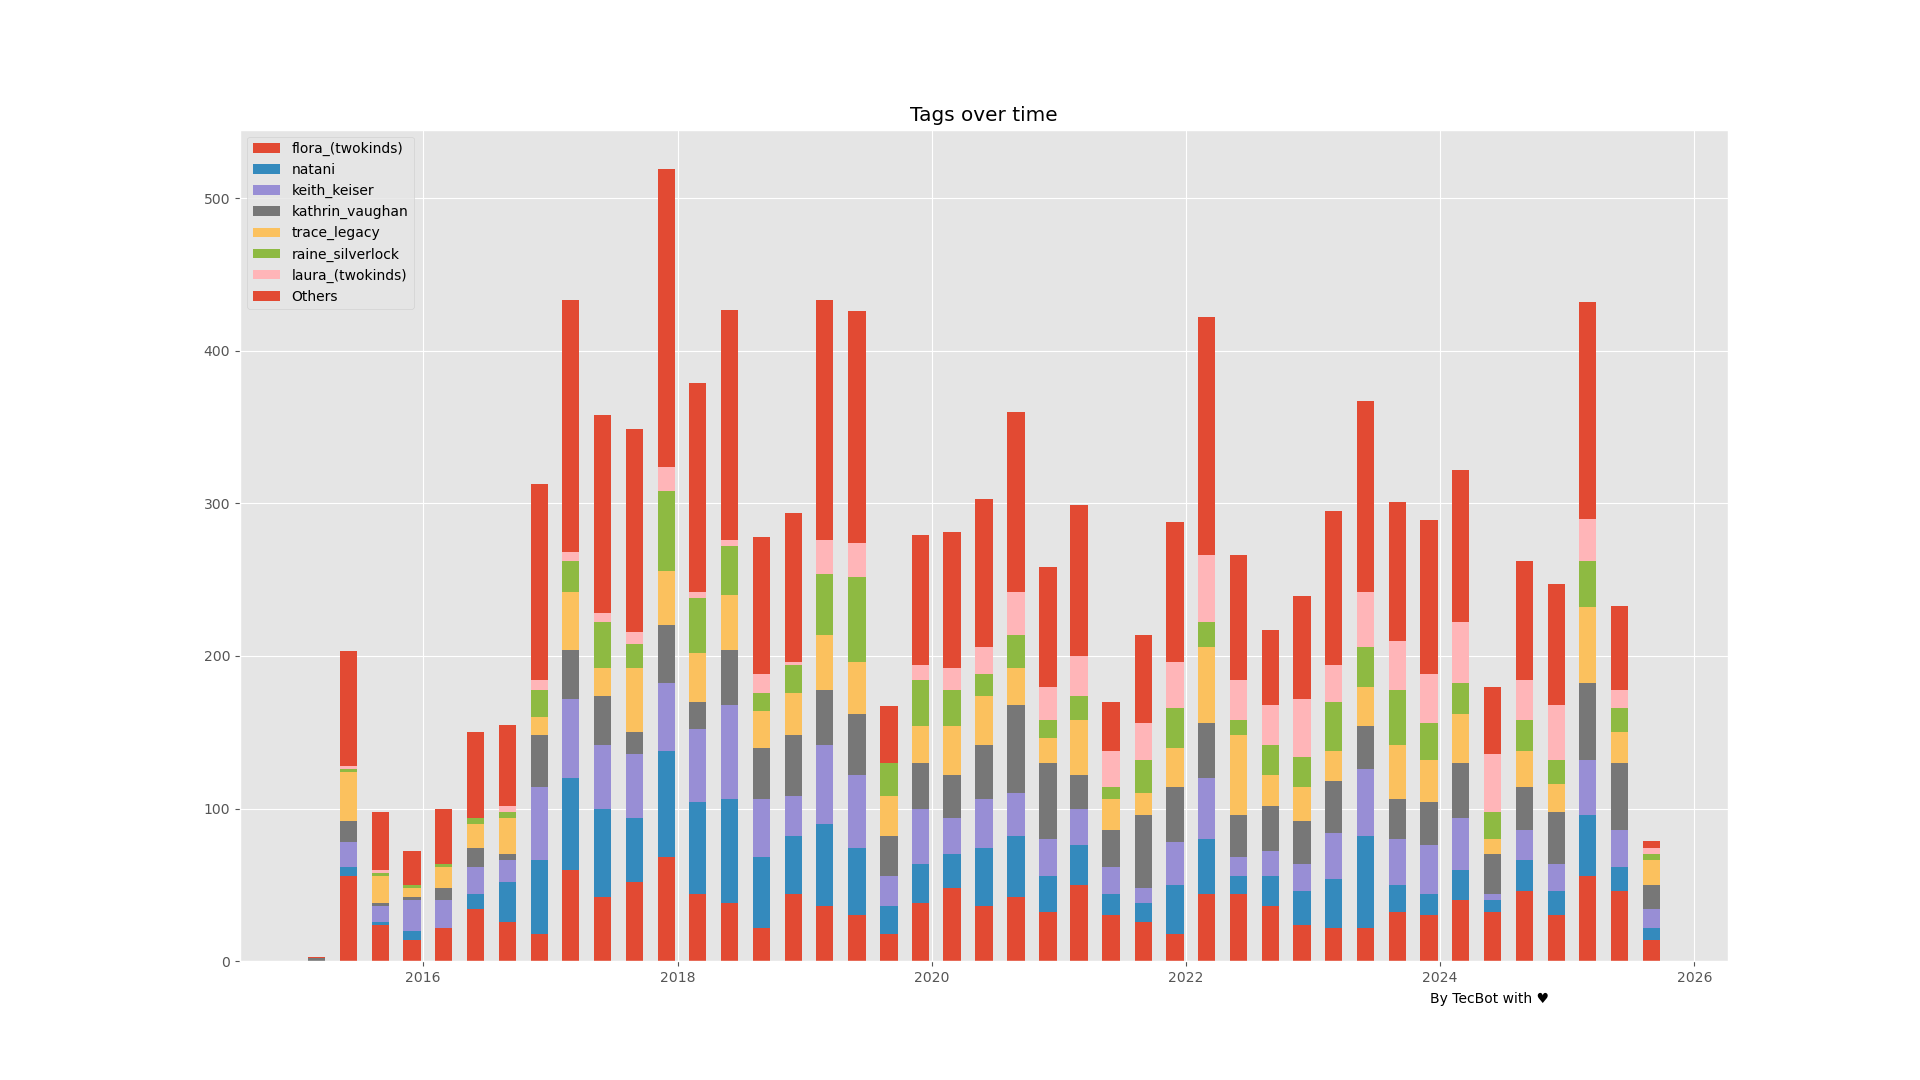 Tags over time
flora_(twokinds)
natani
keith_keiser
kathrin_vaughan
trace_legacy
raine_silverlock
laura_(twokinds)
Others
500
400
300
200
100
0
2016 2018 2020 2022 2024 2026
By TecBot with ♥